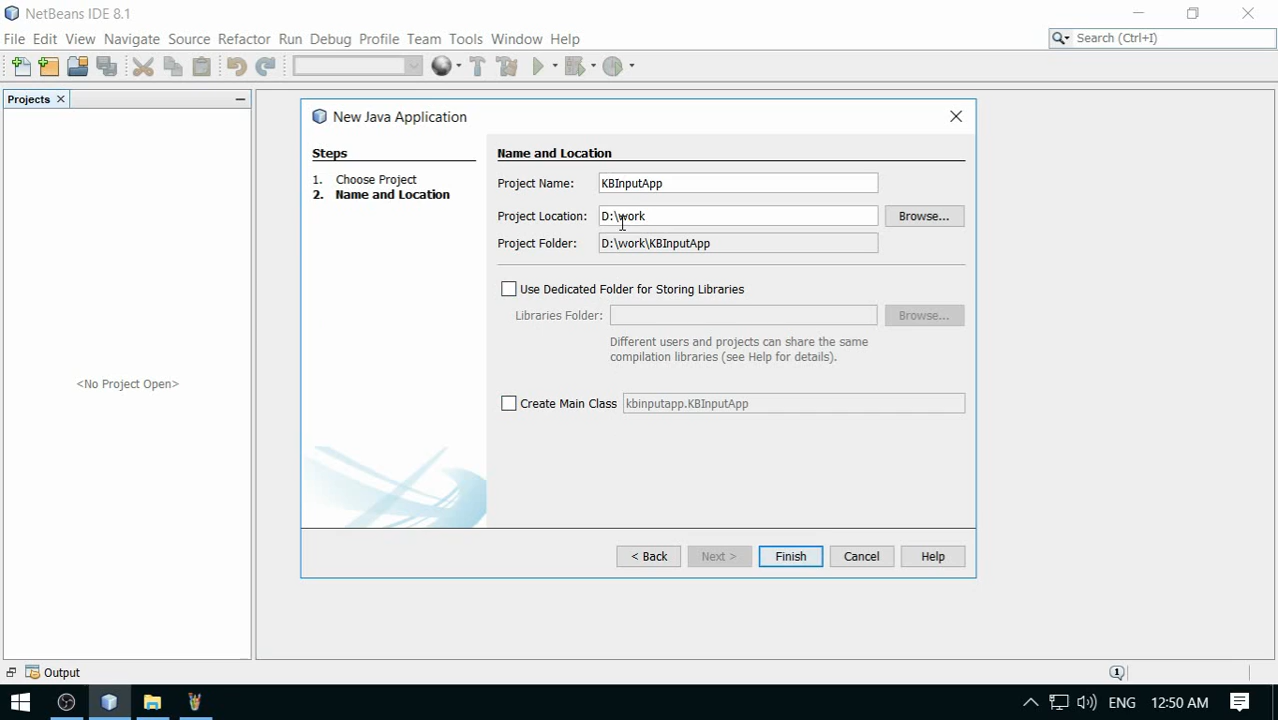 NetBeans IDE 8.1
File Edit View Navigate Source Refactor Run Debug Profile Team Tools Window Help
Search (Ctrl+I)
Projects
New Java Application
Steps
Name and Location
1. Choose Project
2. Name and Location
Project Name: KBInputApp
Project Location: D:\work Browse...
Project Folder: D:\work\KBInputApp
Use Dedicated Folder for Storing Libraries
Libraries Folder: Browse...
Different users and projects can share the same
compilation libraries (see Help for details).
<No Project Open>
Create Main Class kbinputapp.KBInputApp
< Back Next > Finish Cancel Help
Output
1
ENG 12:50 AM